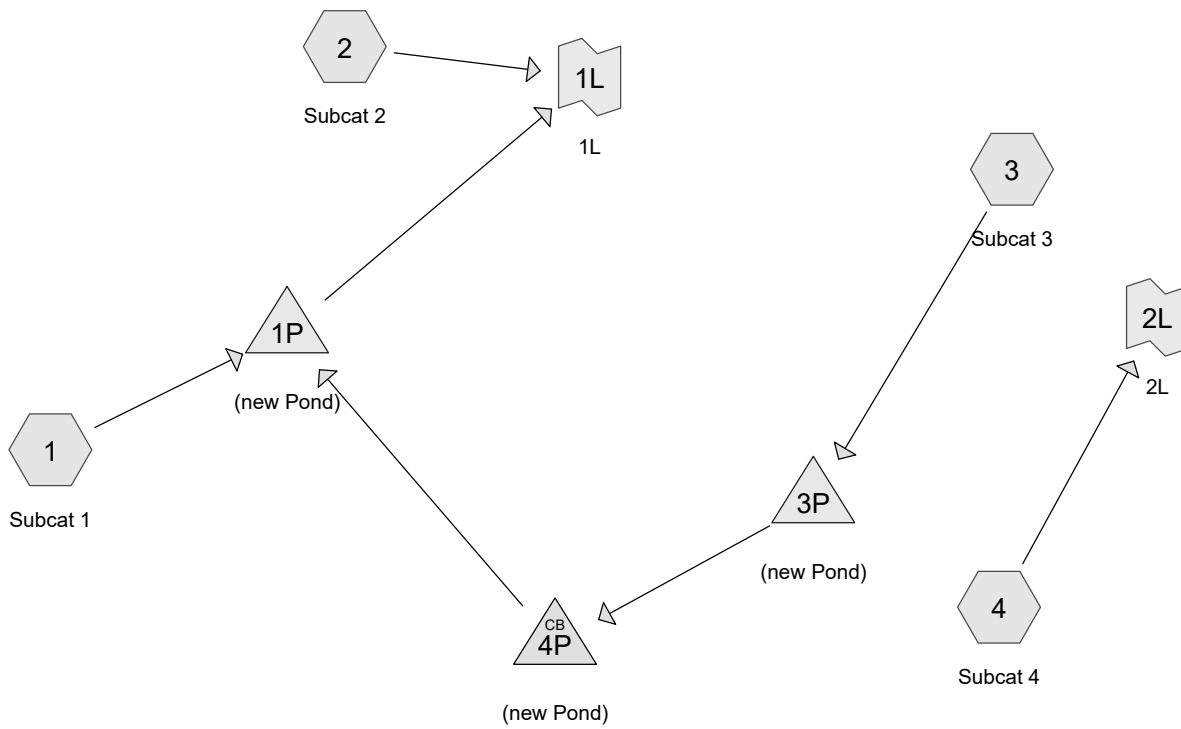 2
Subcat 2
1L
1L
3
Subcat 3
1P
(new Pond)
2L
2L
1
Subcat 1
3P
(new Pond)
CB
4P
(new Pond)
4
Subcat 4